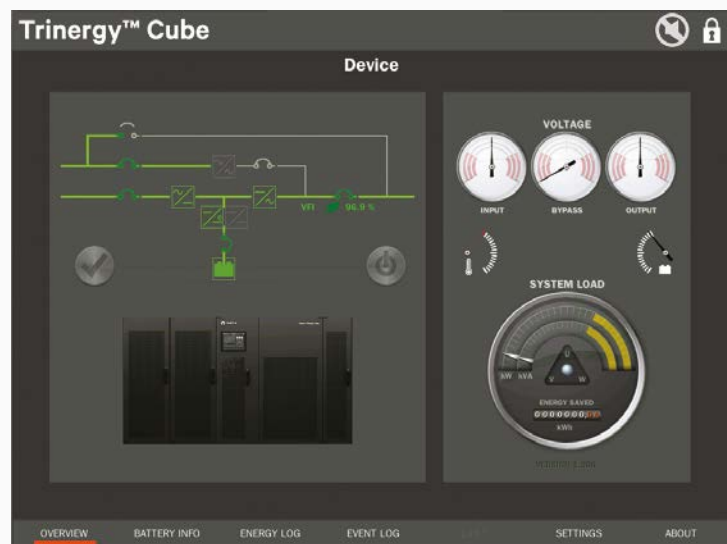 Trinergy™ Cube
Device
VFI 96.9 %
VOLTAGE
INPUT BYPASS OUTPUT
SYSTEM LOAD
kW kVA
U
V W
ENERGY SAVED
kWh
OVERVIEW BATTERY INFO ENERGY LOG EVENT LOG SETTINGS ABOUT